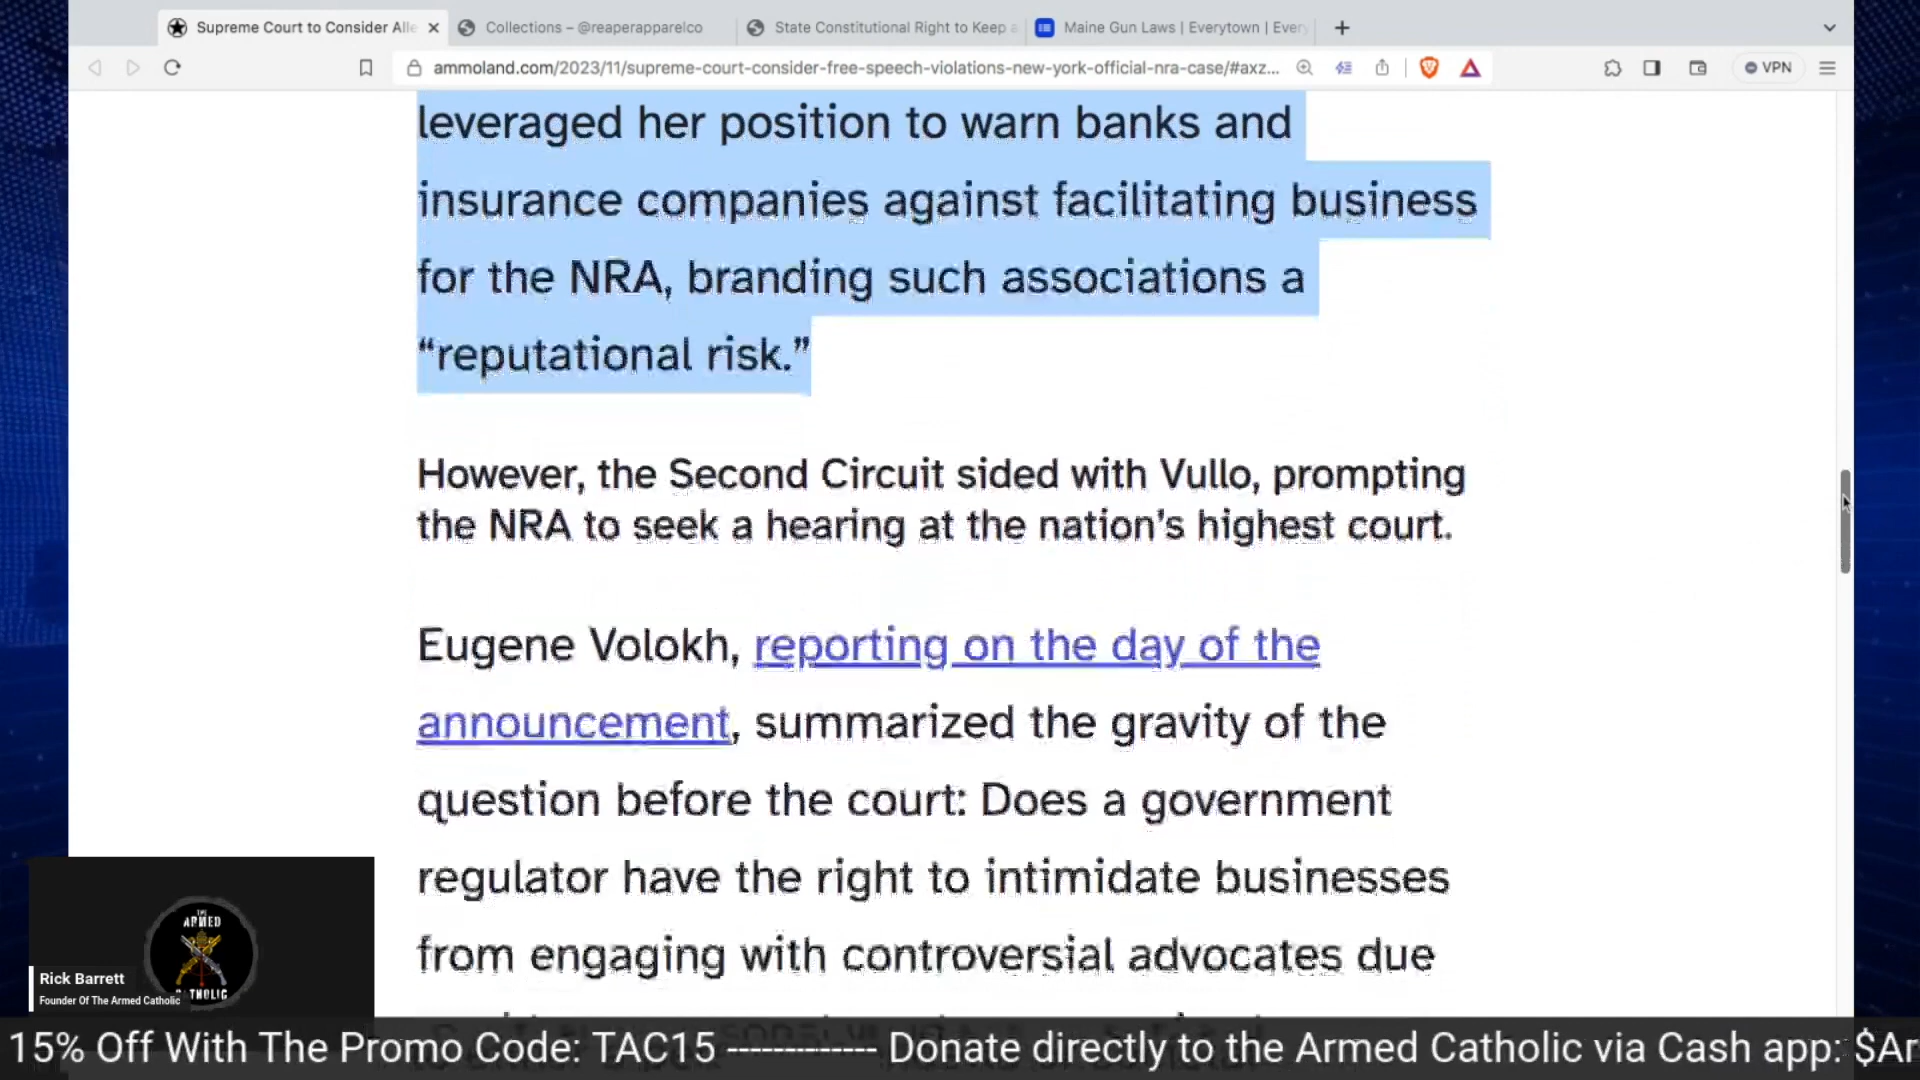 Supreme Court to Consider Alle
Collections – @reaperapparelco
State Constitutional Right to Keep a
Maine Gun Laws | Everytown | Every
ammoland.com/2023/11/supreme-court-consider-free-speech-violations-new-york-official-nra-case/#axz...
VPN
leveraged her position to warn banks and
insurance companies against facilitating business
for the NRA, branding such associations a
“reputational risk.”
However, the Second Circuit sided with Vullo, prompting
the NRA to seek a hearing at the nation’s highest court.
Eugene Volokh, reporting on the day of the
announcement, summarized the gravity of the
question before the court: Does a government
regulator have the right to intimidate businesses
from engaging with controversial advocates due
THE
ARMED
CATHOLIC
Rick Barrett
Founder Of The Armed Catholic
15% Off With The Promo Code: TAC15 ------------- Donate directly to the Armed Catholic via Cash app: $Ar